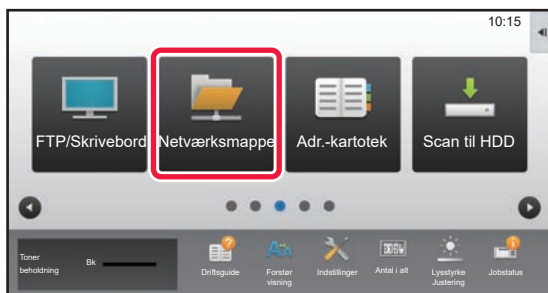 10:15
FTP/Skrivebord Netværksmappe Adr.-kartotek Scan til HDD
Toner
beholdning
Bk
Driftsguide
Forstør
visning
Indstillinger
Antal i alt
Lysstyrke
Justering
Jobstatus